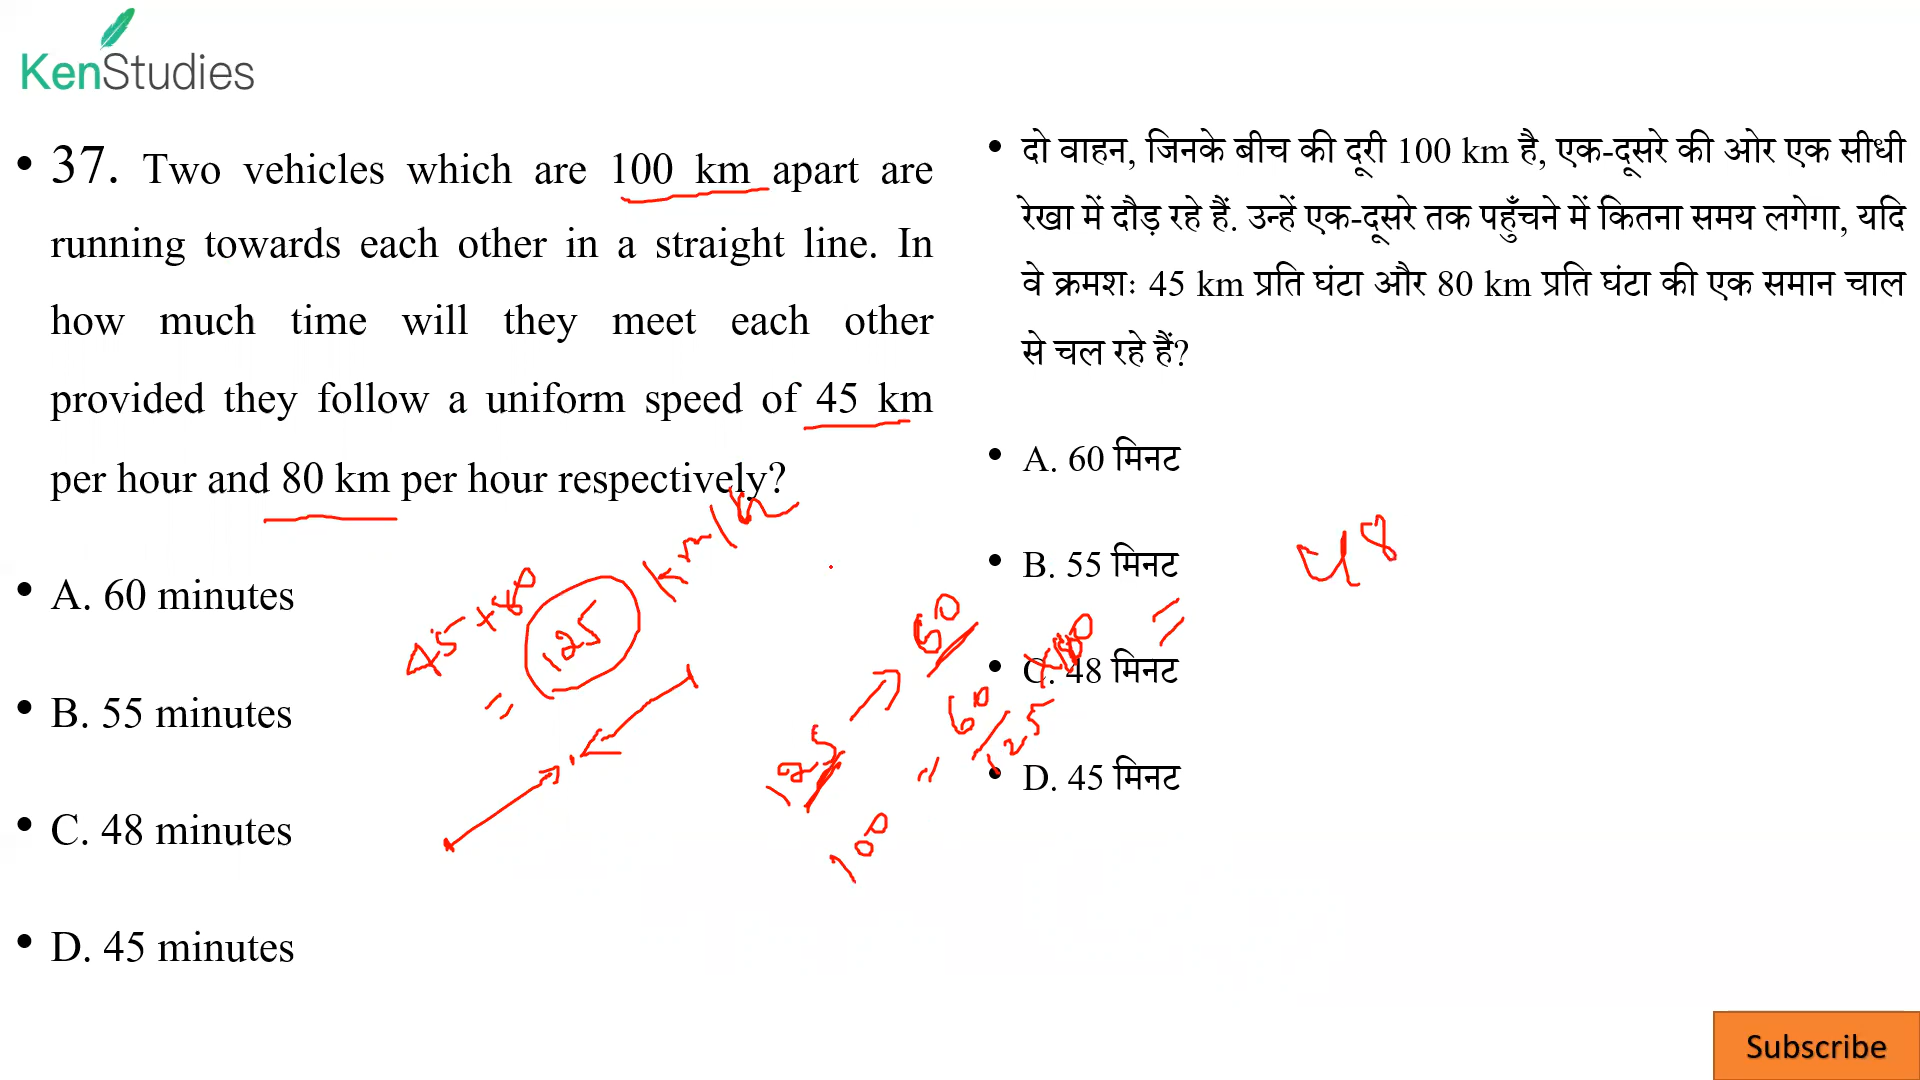 KenStudies
• 37. Two vehicles which are 100 km apart are
running towards each other in a straight line. In
how much time will they meet each other
provided they follow a uniform speed of 45 km
per hour and 80 km per hour respectively?
• A. 60 minutes
• B. 55 minutes
• C. 48 minutes
• D. 45 minutes
45+80
= 125 km/h
125 → 60
100 = 60/125 ×100 = 48
• दो वाहन, जिनके बीच की दूरी 100 km है, एक-दूसरे की ओर एक सीधी
रेखा में दौड़ रहे हैं. उन्हें एक-दूसरे तक पहुँचने में कितना समय लगेगा, यदि
वे क्रमशः 45 km प्रति घंटा और 80 km प्रति घंटा की एक समान चाल
से चल रहे हैं?
• A. 60 मिनट
• B. 55 मिनट
• C. 48 मिनट
• D. 45 मिनट
Subscribe